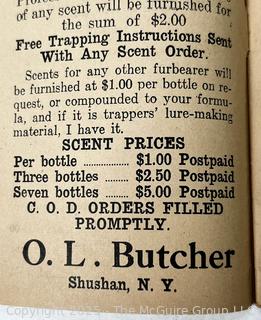 of any scent will be furnished for
the sum of $2.00
Free Trapping Instructions Sent
With Any Scent Order.
Scents for any other furbearer will
be furnished at $1.00 per bottle on re-
quest, or compounded to your formu-
la, and if it is trappers' lure-making
material, I have it.
SCENT PRICES
Per bottle ................. $1.00 Postpaid
Three bottles ........ $2.50 Postpaid
Seven bottles ........ $5.00 Postpaid
C. O. D. ORDERS FILLED
PROMPTLY.
O. L. Butcher
Shushan, N. Y.